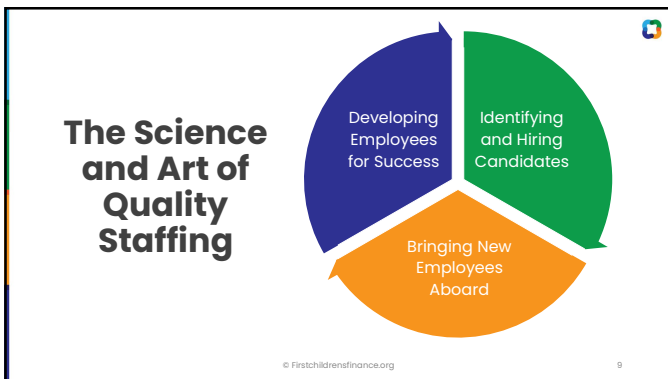 The Science
and Art of
Quality
Staffing
Developing
Employees
for Success
Identifying
and Hiring
Candidates
Bringing New
Employees
Aboard
© Firstchildrensfinance.org
9